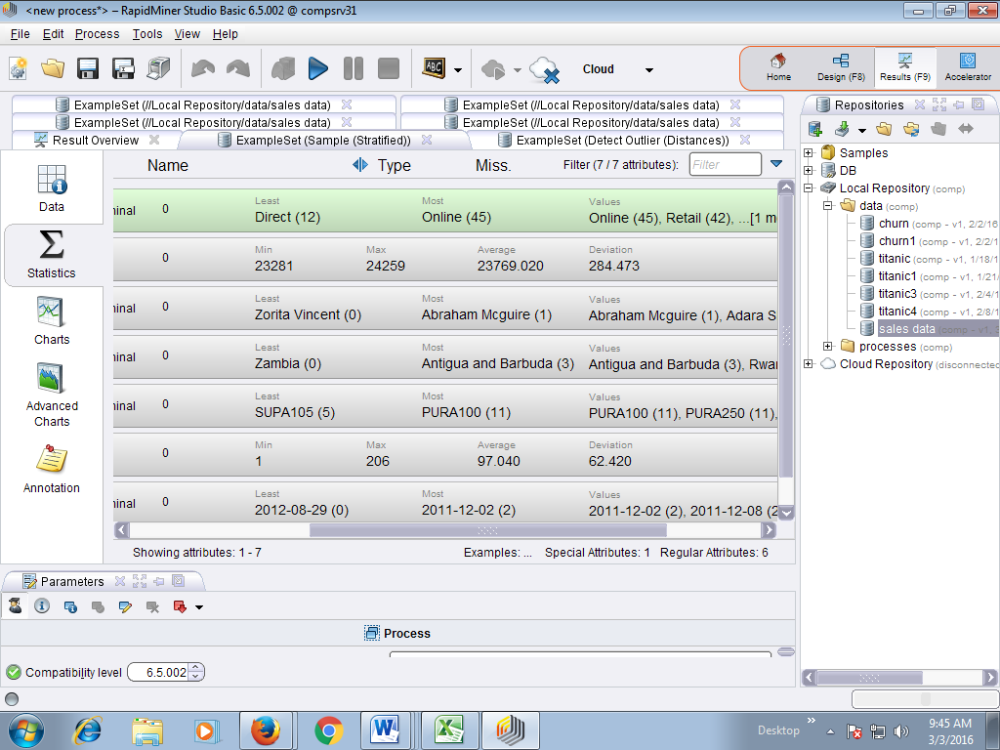 <new process*> – RapidMiner Studio Basic 6.5.002 @ compsrv31
File Edit Process Tools View Help
ABC Cloud Home Design (F8) Results (F9) Accelerator
ExampleSet (//Local Repository/data/sales data) ExampleSet (//Local Repository/data/sales data)
ExampleSet (//Local Repository/data/sales data) ExampleSet (//Local Repository/data/sales data)
Result Overview ExampleSet (Sample (Stratified)) ExampleSet (Detect Outlier (Distances))
Data
Statistics
Charts
Advanced
Charts
Annotation
Name Type Miss. Filter (7 / 7 attributes): Filter
Least Most Values
minal 0 Direct (12) Online (45) Online (45), Retail (42), ...[1 m
Min Max Average Deviation
0 23281 24259 23769.020 284.473
Least Most Values
minal 0 Zorita Vincent (0) Abraham Mcguire (1) Abraham Mcguire (1), Adara S
Least Most Values
minal 0 Zambia (0) Antigua and Barbuda (3) Antigua and Barbuda (3), Rwa
Least Most Values
minal 0 SUPA105 (5) PURA100 (11) PURA100 (11), PURA250 (11),
Min Max Average Deviation
0 1 206 97.040 62.420
Least Most Values
minal 0 2012-08-29 (0) 2011-12-02 (2) 2011-12-02 (2), 2011-12-08 (2
Showing attributes: 1 - 7 Examples: ... Special Attributes: 1 Regular Attributes: 6
Repositories
Samples
DB
Local Repository (comp)
data (comp)
churn (comp - v1, 2/2/16
churn1 (comp - v1, 2/2/1
titanic (comp - v1, 1/18/1
titanic1 (comp - v1, 1/21/
titanic3 (comp - v1, 2/4/1
titanic4 (comp - v1, 2/8/1
sales data (comp - v1,
processes (comp)
Cloud Repository (disconnected
Parameters
Process
Compatibility level 6.5.002
Desktop 9:45 AM
3/3/2016